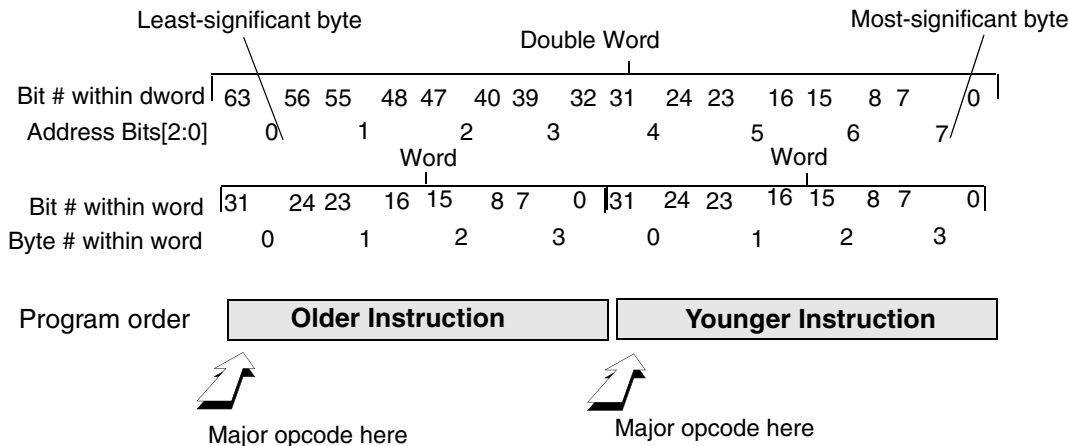 Least-significant byte
Most-significant byte
Double Word
Bit # within dword 63 56 55 48 47 40 39 32 31 24 23 16 15 8 7 0
Address Bits[2:0] 0 1 2 3 4 5 6 7
Word Word
Bit # within word 31 24 23 16 15 8 7 0 31 24 23 16 15 8 7 0
Byte # within word 0 1 2 3 0 1 2 3
Program order Older Instruction Younger Instruction
Major opcode here Major opcode here